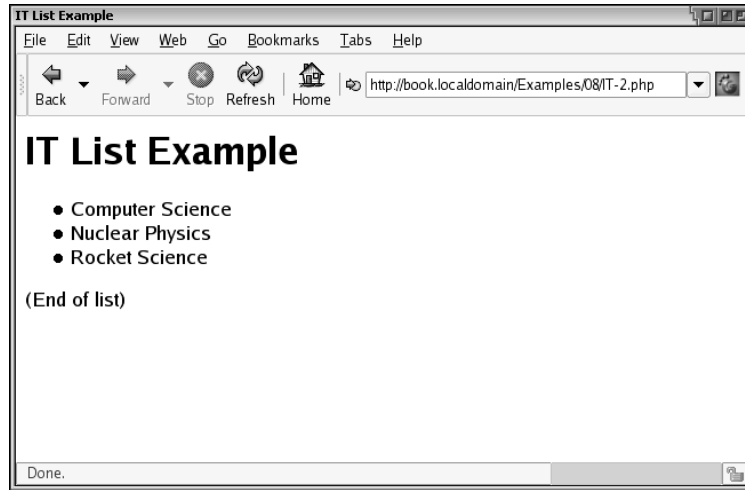 IT List Example
File Edit View Web Go Bookmarks Tabs Help
Back Forward Stop Refresh Home http://book.localdomain/Examples/08/IT-2.php
IT List Example
● Computer Science
● Nuclear Physics
● Rocket Science
(End of list)
Done.